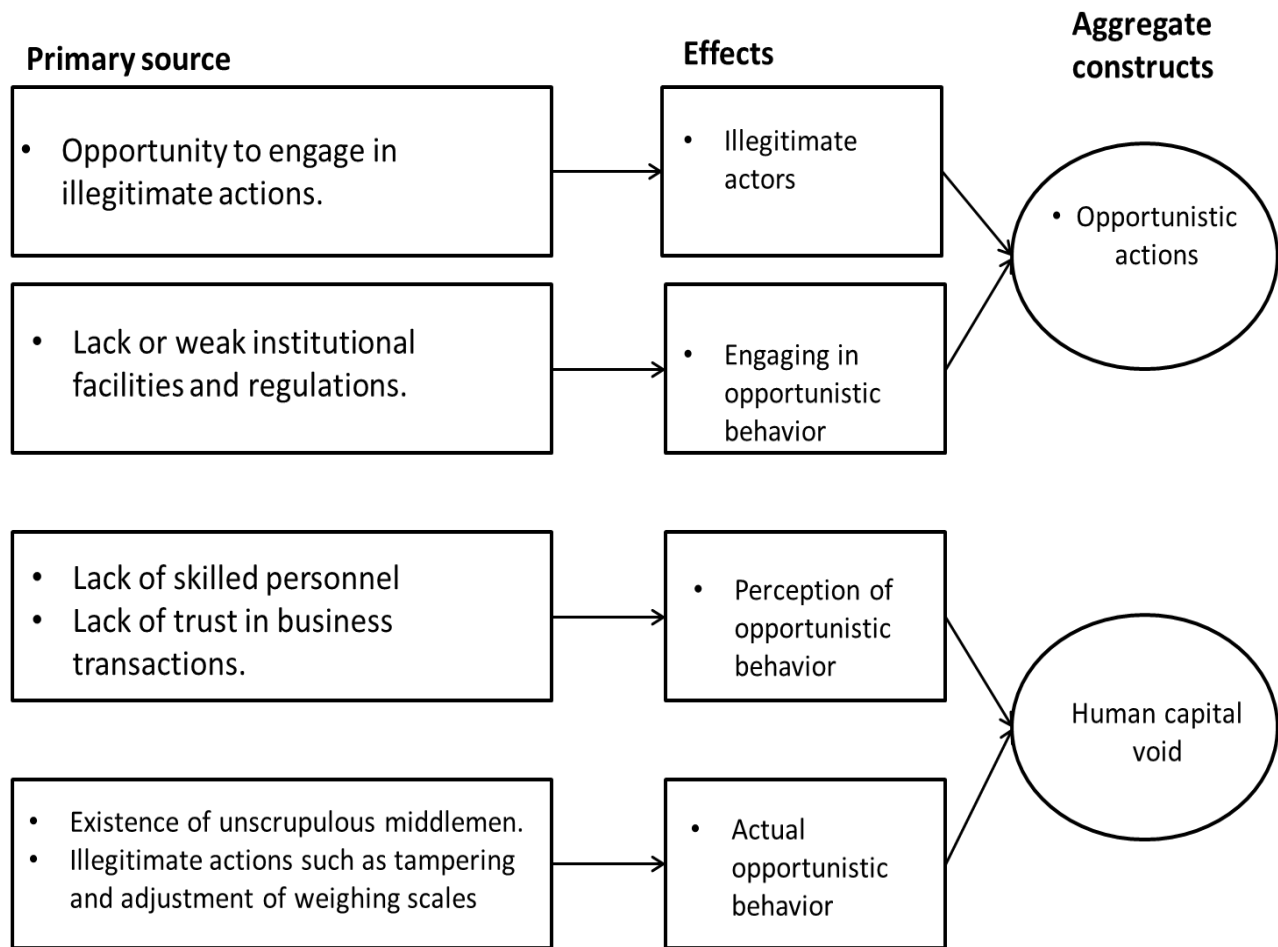 Primary source
Effects
Aggregate
constructs
• Opportunity to engage in
illegitimate actions.
• Illegitimate
actors
• Opportunistic
actions
• Lack or weak institutional
facilities and regulations.
• Engaging in
opportunistic
behavior
• Lack of skilled personnel
• Lack of trust in business
transactions.
• Perception of
opportunistic
behavior
Human capital
void
• Existence of unscrupulous middlemen.
• Illegitimate actions such as tampering
and adjustment of weighing scales
• Actual
opportunistic
behavior